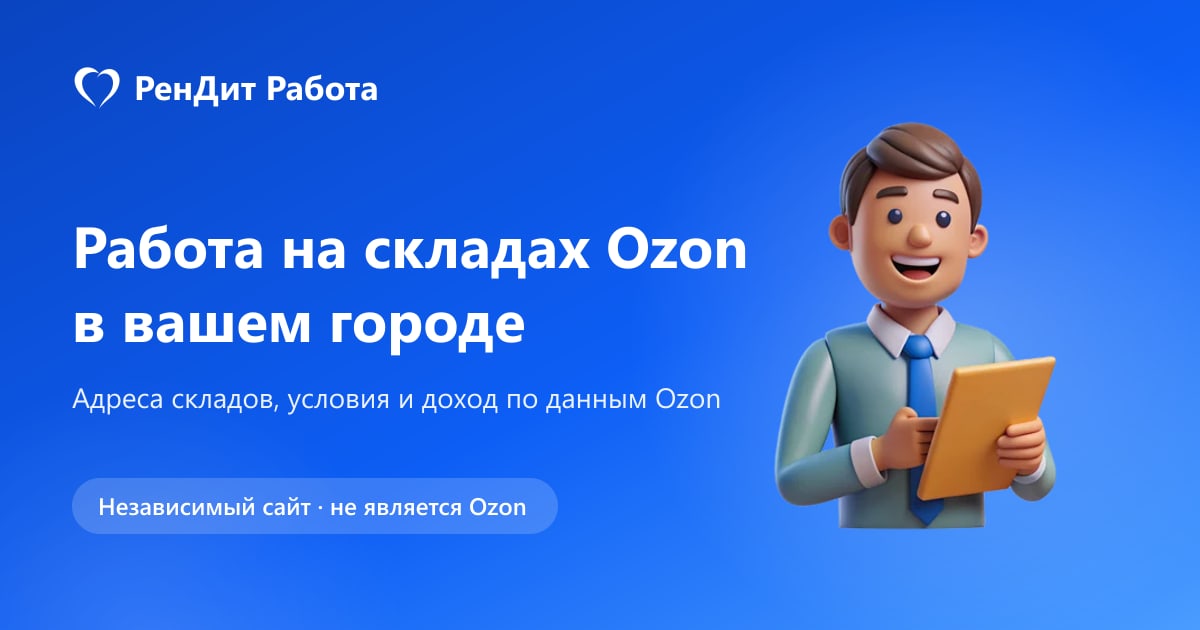 РенДит Работа
Работа на складах Ozon
в вашем городе
Адреса складов, условия и доход по данным Ozon
Независимый сайт · не является Ozon